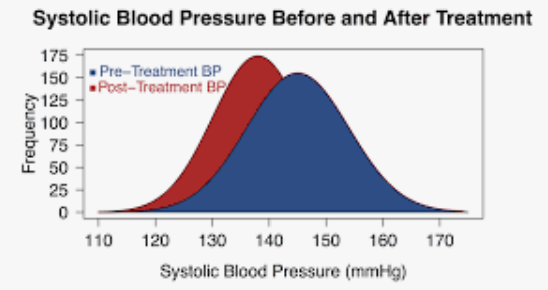 Systolic Blood Pressure Before and After Treatment
Pre-Treatment BP
Post-Treatment BP
Frequency
175
150
125
100
75
50
25
0
110 120 130 140 150 160 170
Systolic Blood Pressure (mmHg)